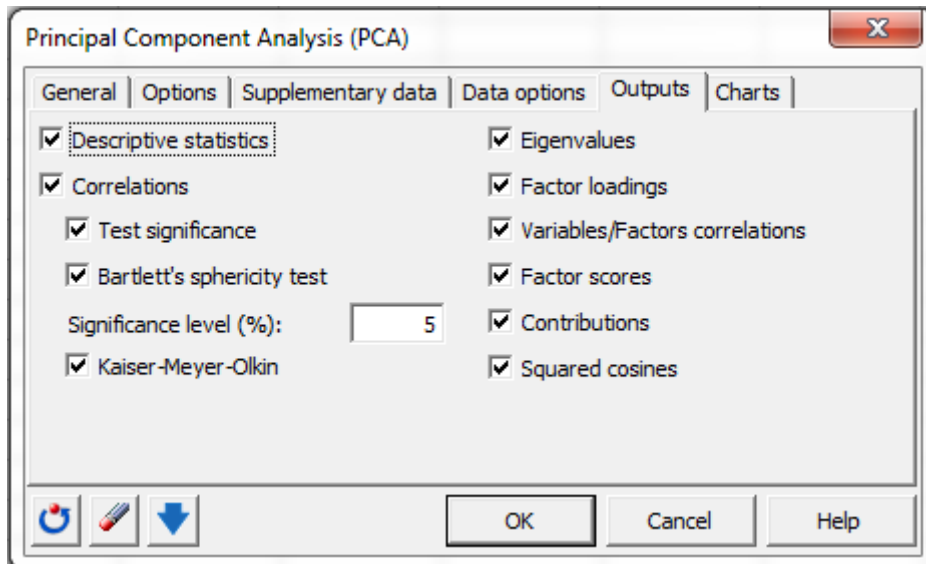 Principal Component Analysis (PCA)
General
Options
Supplementary data
Data options
Outputs
Charts
Descriptive statistics
Correlations
Test significance
Bartlett's sphericity test
Significance level (%):
5
Kaiser-Meyer-Olkin
Eigenvalues
Factor loadings
Variables/Factors correlations
Factor scores
Contributions
Squared cosines
OK
Cancel
Help